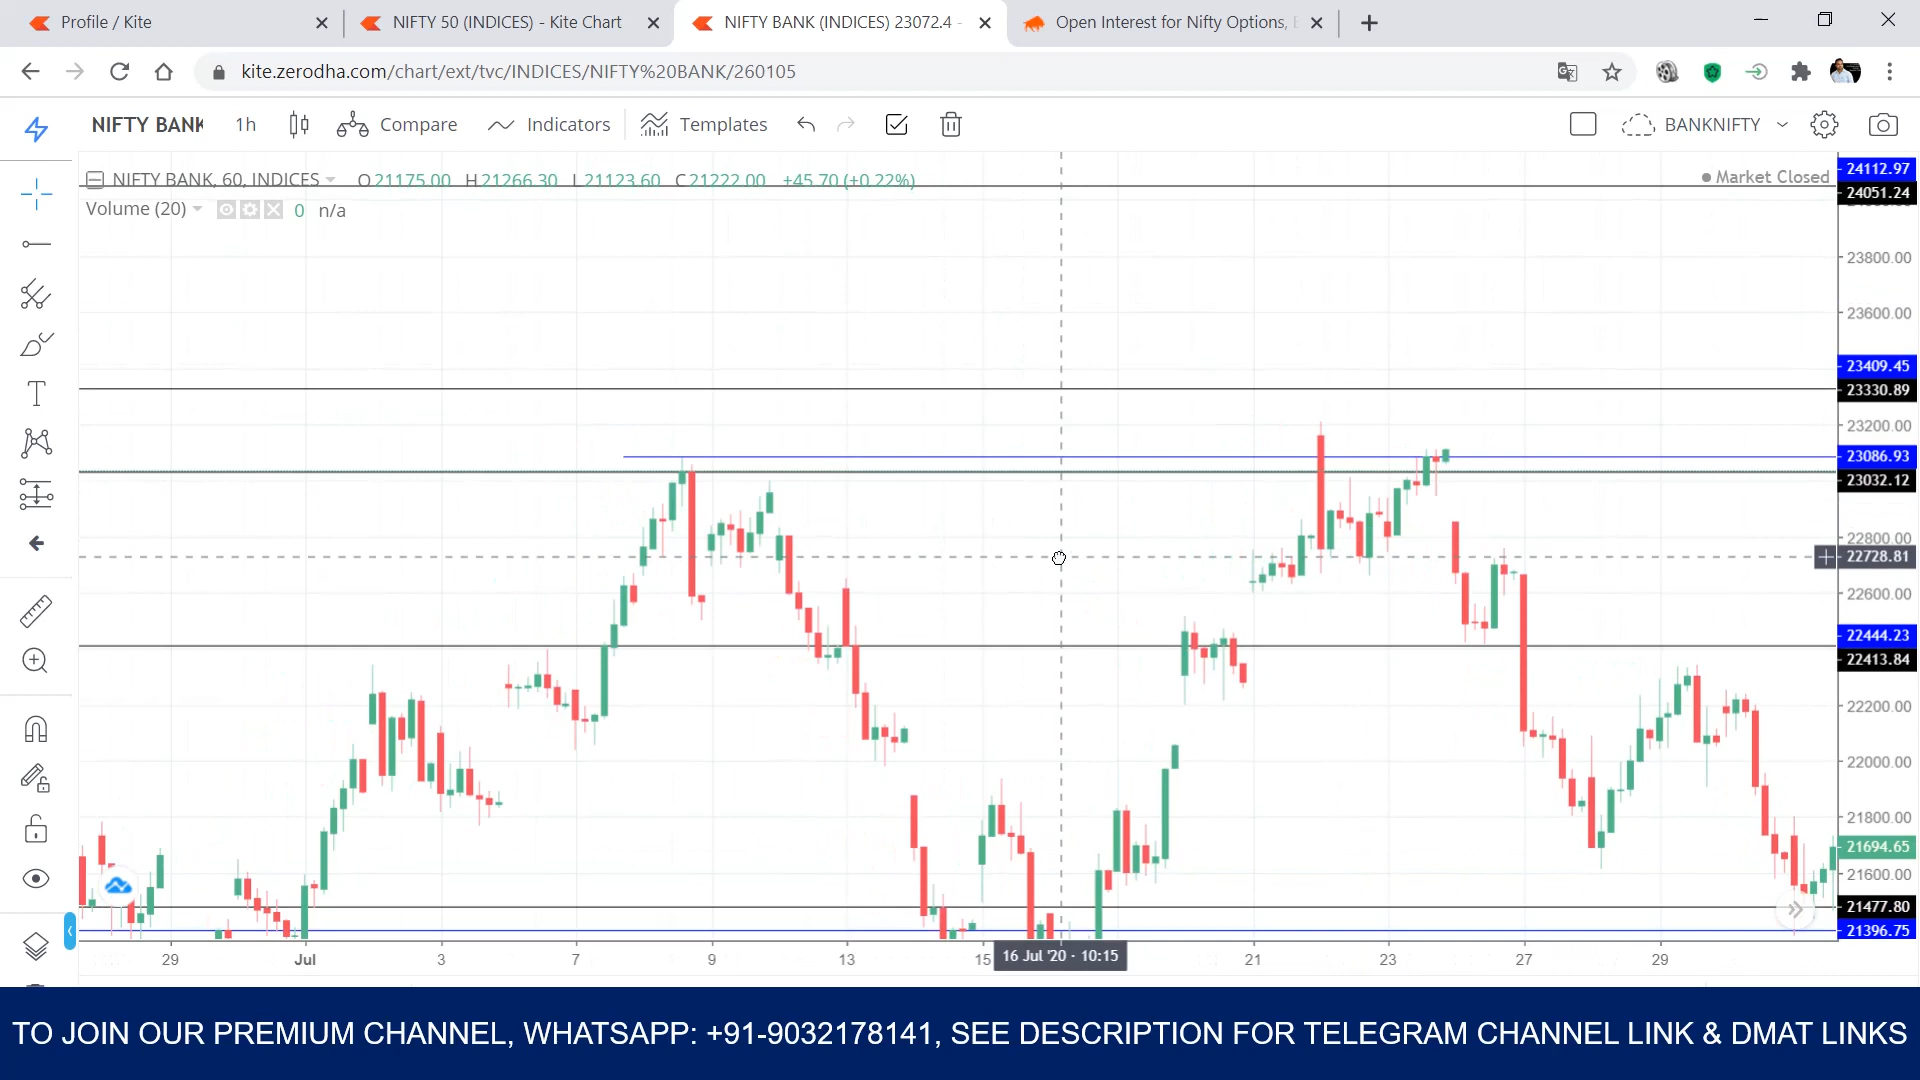 Profile / Kite
NIFTY 50 (INDICES) - Kite Chart
NIFTY BANK (INDICES) 23072.4 -
Open Interest for Nifty Options,
kite.zerodha.com/chart/ext/tvc/INDICES/NIFTY%20BANK/260105
NIFTY BANK 1h Compare Indicators Templates BANKNIFTY
NIFTY BANK, 60, INDICES O21175.00 H21266.30 L21123.60 C21222.00 +45.70 (+0.22%)
Market Closed
Volume (20) 0 n/a
24112.97
24051.24
23800.00
23600.00
23409.45
23330.89
23200.00
23086.93
23032.12
22800.00
22728.81
22600.00
22444.23
22413.84
22200.00
22000.00
21800.00
21694.65
21600.00
21477.80
21396.75
29 Jul 3 7 9 13 15 16 Jul '20 - 10:15 21 23 27 29
TO JOIN OUR PREMIUM CHANNEL, WHATSAPP: +91-9032178141, SEE DESCRIPTION FOR TELEGRAM CHANNEL LINK & DMAT LINKS